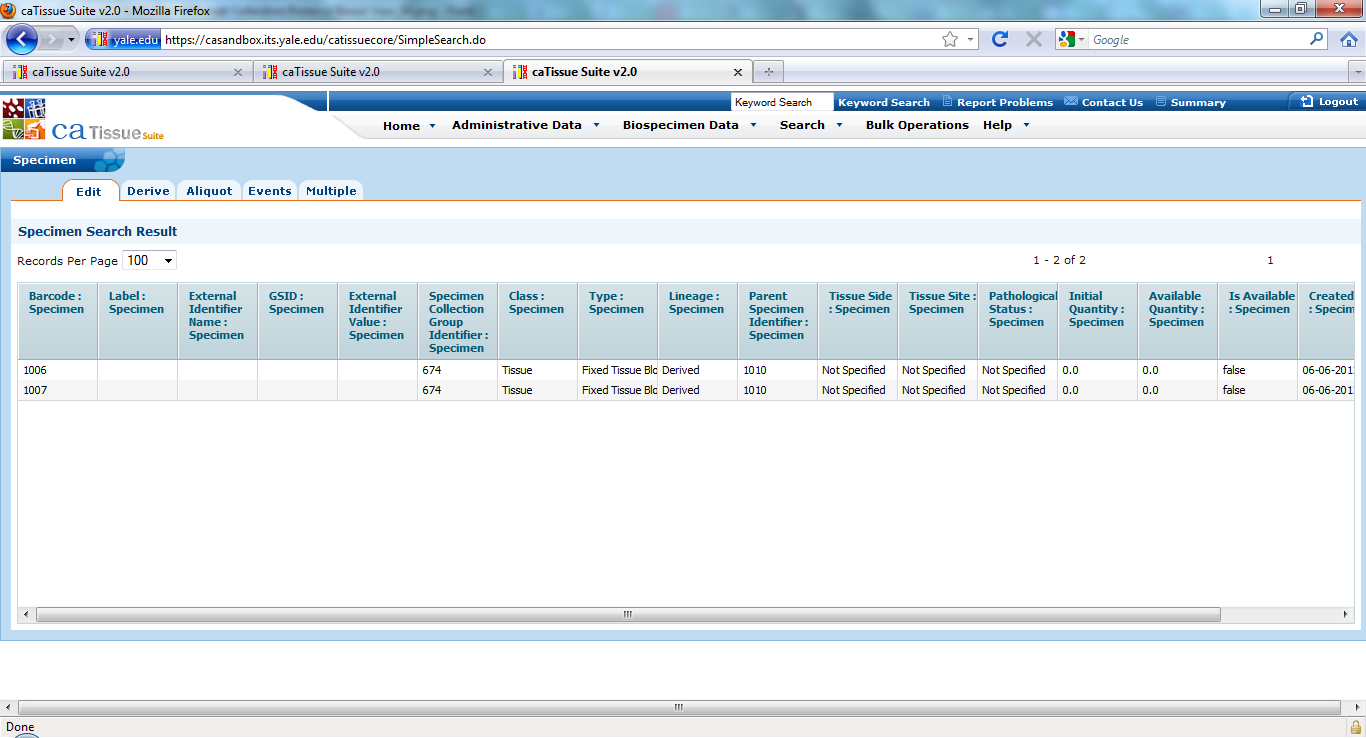 caTissue Suite v2.0 - Mozilla Firefox
yale.edu https://casandbox.its.yale.edu/catissuecore/SimpleSearch.do Google
caTissue Suite v2.0 caTissue Suite v2.0 caTissue Suite v2.0
Keyword Search Keyword Search Report Problems Contact Us Summary Logout
ca Tissue Suite
Home Administrative Data Biospecimen Data Search Bulk Operations Help
Specimen
Edit Derive Aliquot Events Multiple
Specimen Search Result
Records Per Page 100 1 - 2 of 2 1
Barcode : Label : External GSID : External Specimen Class : Type : Lineage : Parent Tissue Side Tissue Site : Pathological Initial Available Is Available Created
Specimen Specimen Identifier Specimen Identifier Collection Specimen Specimen Specimen Specimen : Specimen Specimen Status : Quantity : Quantity : : Specimen : Specim
Name : Value : Group Identifier : Specimen Specimen Specimen
Specimen Specimen Identifier : Specimen
Specimen
1006 674 Tissue Fixed Tissue Blo Derived 1010 Not Specified Not Specified Not Specified 0.0 0.0 false 06-06-201
1007 674 Tissue Fixed Tissue Blo Derived 1010 Not Specified Not Specified Not Specified 0.0 0.0 false 06-06-201
Done